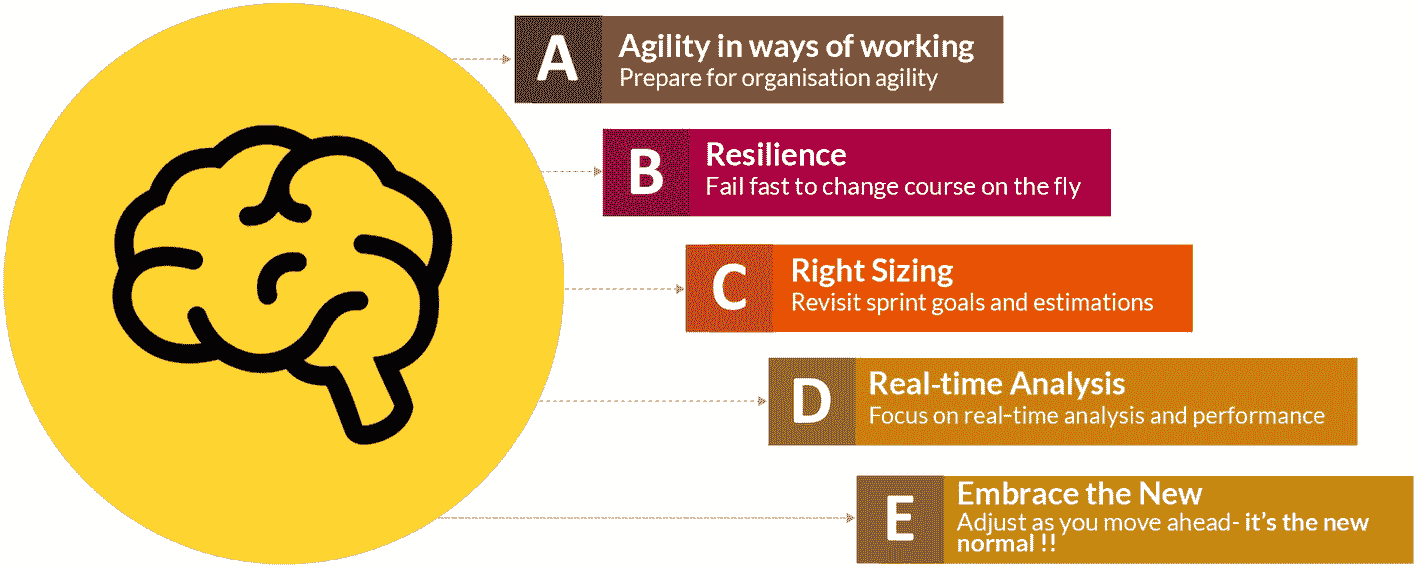 A
Agility in ways of working
Prepare for organisation agility
B
Resilience
Fail fast to change course on the fly
C
Right Sizing
Revisit sprint goals and estimations
D
Real-time Analysis
Focus on real-time analysis and performance
E
Embrace the New
Adjust as you move ahead- it's the new
normal !!